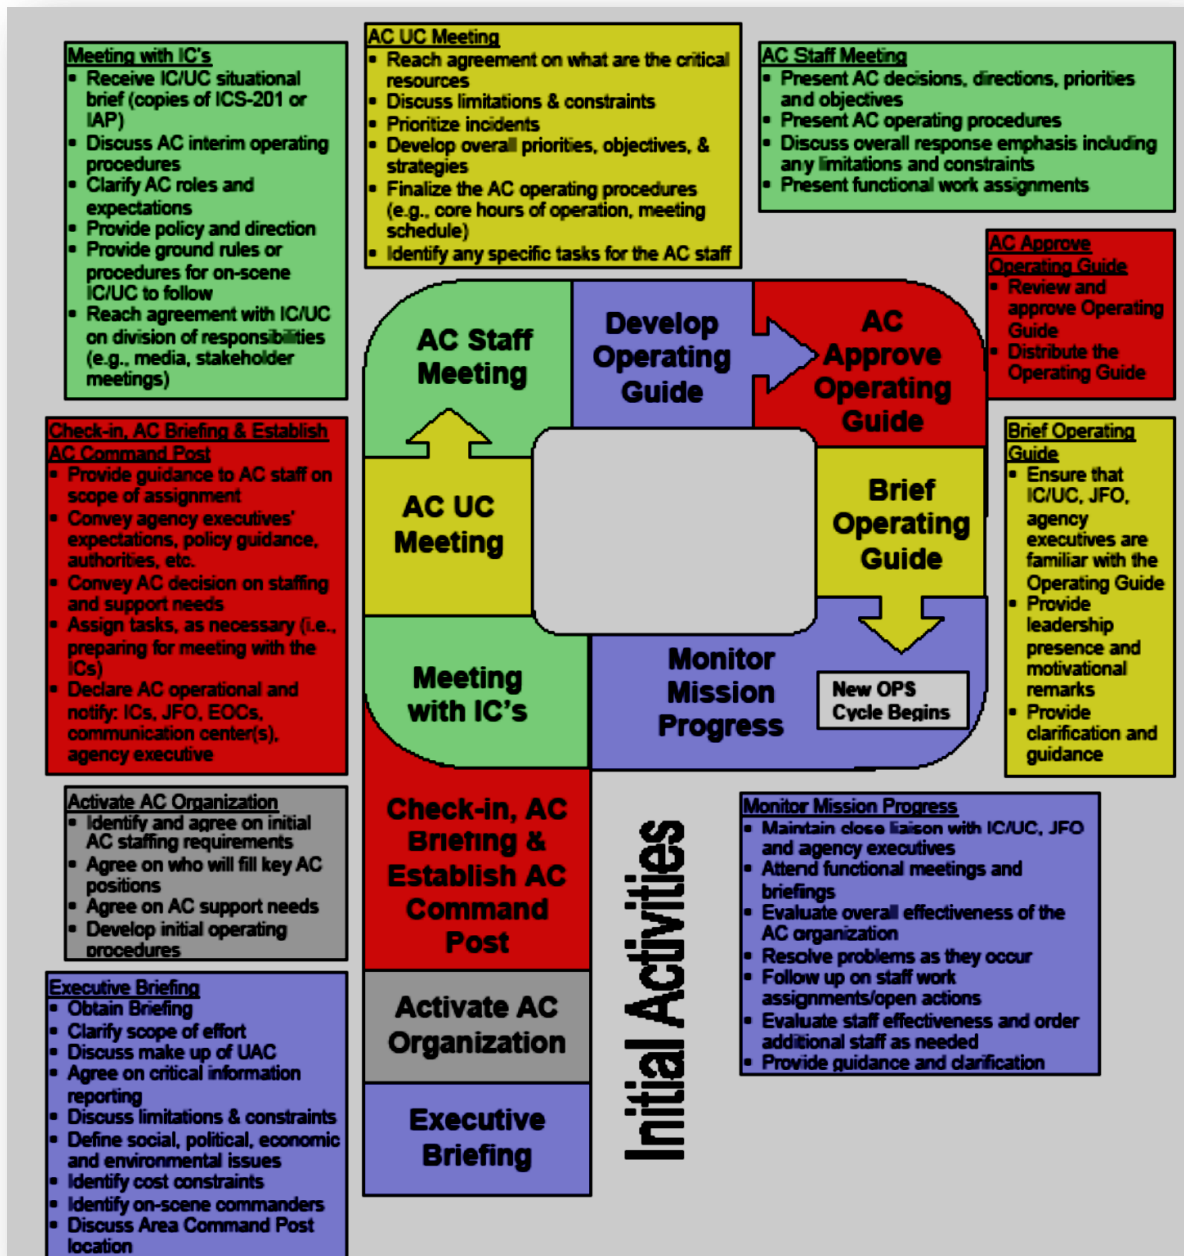 Meeting with IC's
▪ Receive IC/UC situational
brief (copies of ICS-201 or
IAP)
▪ Discuss AC interim operating
procedures
▪ Clarify AC roles and
expectations
▪ Provide policy and direction
▪ Provide ground rules or
procedures for on-scene
IC/UC to follow
▪ Reach agreement with IC/UC
on division of responsibilities
(e.g., media, stakeholder
meetings)
AC UC Meeting
▪ Reach agreement on what are the critical
resources
▪ Discuss limitations & constraints
▪ Prioritize incidents
▪ Develop overall priorities, objectives, &
strategies
▪ Finalize the AC operating procedures
(e.g., core hours of operation, meeting
schedule)
▪ Identify any specific tasks for the AC staff
AC Staff Meeting
▪ Present AC decisions, directions, priorities
and objectives
▪ Present AC operating procedures
▪ Discuss overall response emphasis including
any limitations and constraints
▪ Present functional work assignments
AC Approve
Operating Guide
▪ Review and
approve Operating
Guide
▪ Distribute the
Operating Guide
AC Staff
Meeting
Develop
Operating
Guide
AC
Approve
Operating
Guide
Check-in, AC Briefing & Establish
AC Command Post
▪ Provide guidance to AC staff on
scope of assignment
▪ Convey agency executives'
expectations, policy guidance,
authorities, etc.
▪ Convey AC decision on staffing
and support needs
▪ Assign tasks, as necessary (i.e.,
preparing for meeting with the
ICs)
▪ Declare AC operational and
notify: ICs, JFO, EOCs,
communication center(s),
agency executive
AC UC
Meeting
Brief
Operating
Guide
Brief Operating
Guide
▪ Ensure that
IC/UC, JFO,
agency
executives are
familiar with the
Operating Guide
▪ Provide
leadership
presence and
motivational
remarks
▪ Provide
clarification and
guidance
Meeting
with IC's
Monitor
Mission
Progress
New OPS
Cycle Begins
Activate AC Organization
▪ Identify and agree on initial
AC staffing requirements
▪ Agree on who will fill key AC
positions
▪ Agree on AC support needs
▪ Develop initial operating
procedures
Check-in, AC
Briefing &
Establish AC
Command
Post
Initial Activities
Monitor Mission Progress
▪ Maintain close liaison with IC/UC, JFO
and agency executives
▪ Attend functional meetings and
briefings
▪ Evaluate overall effectiveness of the
AC organization
▪ Resolve problems as they occur
▪ Follow up on staff work
assignments/open actions
▪ Evaluate staff effectiveness and order
additional staff as needed
▪ Provide guidance and clarification
Executive Briefing
▪ Obtain Briefing
▪ Clarify scope of effort
▪ Discuss make up of UAC
▪ Agree on critical information
reporting
▪ Discuss limitations & constraints
▪ Define social, political, economic
and environmental issues
▪ Identify cost constraints
▪ Identify on-scene commanders
▪ Discuss Area Command Post
location
Activate AC
Organization
Executive
Briefing